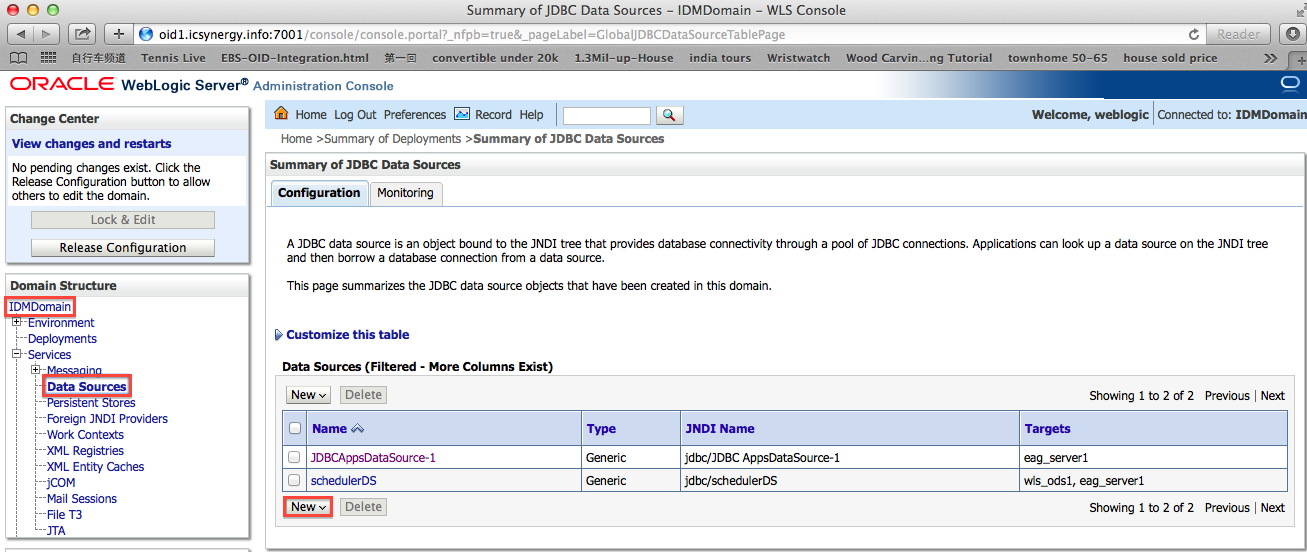 Summary of JDBC Data Sources – IDMDomain – WLS Console
oid1.icsynergy.info:7001/console/console.portal?_nfpb=true&_pageLabel=GlobalJDBCDataSourceTablePage
Reader
自行车频道 Tennis Live EBS-OID-Integration.html 第一回 convertible under 20k 1.3Mil-up-House india tours Wristwatch Wood Carvin...ng Tutorial townhome 50-65 house sold price
ORACLE WebLogic Server® Administration Console
Change Center
View changes and restarts
No pending changes exist. Click the
Release Configuration button to allow
others to edit the domain.
Lock & Edit
Release Configuration
Domain Structure
IDMDomain
Environment
Deployments
Services
Messaging
Data Sources
Persistent Stores
Foreign JNDI Providers
Work Contexts
XML Registries
XML Entity Caches
jCOM
Mail Sessions
File T3
JTA
Home Log Out Preferences Record Help
Welcome, weblogic Connected to: IDMDomain
Home >Summary of Deployments >Summary of JDBC Data Sources
Summary of JDBC Data Sources
Configuration Monitoring
A JDBC data source is an object bound to the JNDI tree that provides database connectivity through a pool of JDBC connections. Applications can look up a data source on the JNDI tree
and then borrow a database connection from a data source.
This page summarizes the JDBC data source objects that have been created in this domain.
Customize this table
Data Sources (Filtered - More Columns Exist)
New Delete Showing 1 to 2 of 2 Previous | Next
Name Type JNDI Name Targets
JDBCAppsDataSource-1 Generic jdbc/JDBC AppsDataSource-1 eag_server1
schedulerDS Generic jdbc/schedulerDS wls_ods1, eag_server1
New Delete Showing 1 to 2 of 2 Previous | Next